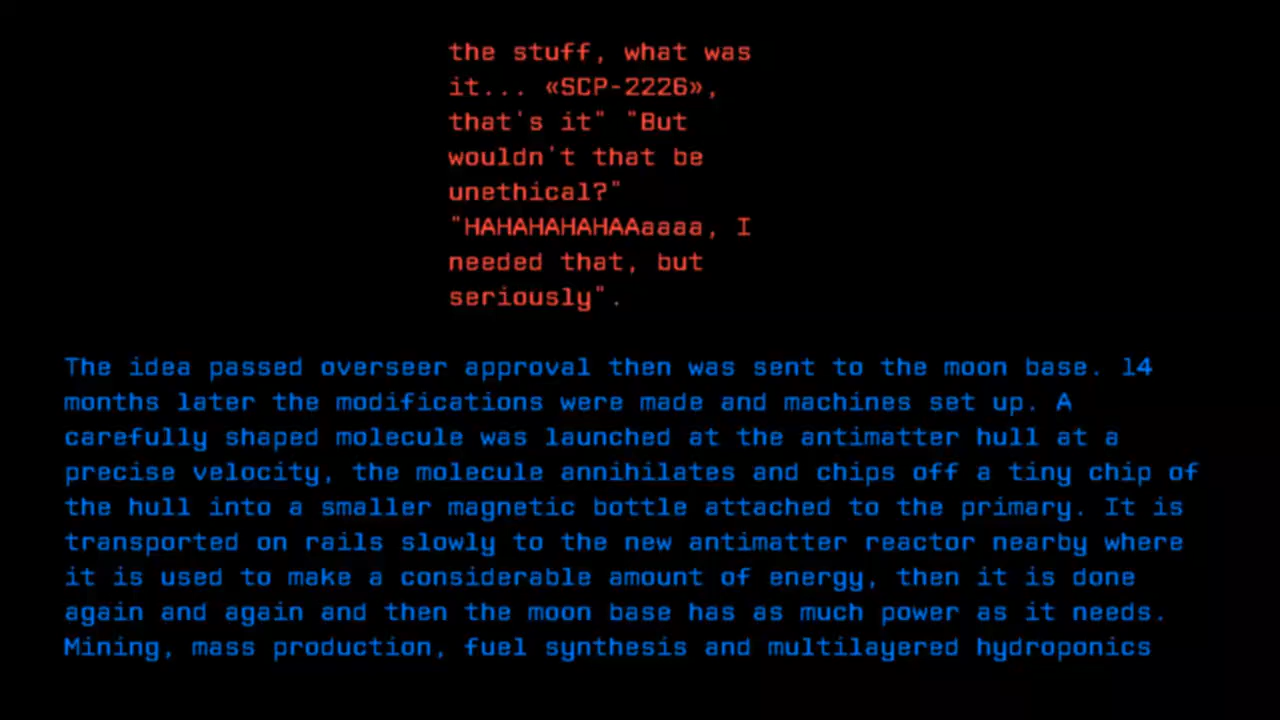 the stuff, what was
it... «SCP-2226»,
that's it" "But
wouldn't that be
unethical?"
"HAHAHAHAHAAaaaa, I
needed that, but
seriously".
The idea passed overseer approval then was sent to the moon base. 14
months later the modifications were made and machines set up. A
carefully shaped molecule was launched at the antimatter hull at a
precise velocity, the molecule annihilates and chips off a tiny chip of
the hull into a smaller magnetic bottle attached to the primary. It is
transported on rails slowly to the new antimatter reactor nearby where
it is used to make a considerable amount of energy, then it is done
again and again and then the moon base has as much power as it needs.
Mining, mass production, fuel synthesis and multilayered hydroponics